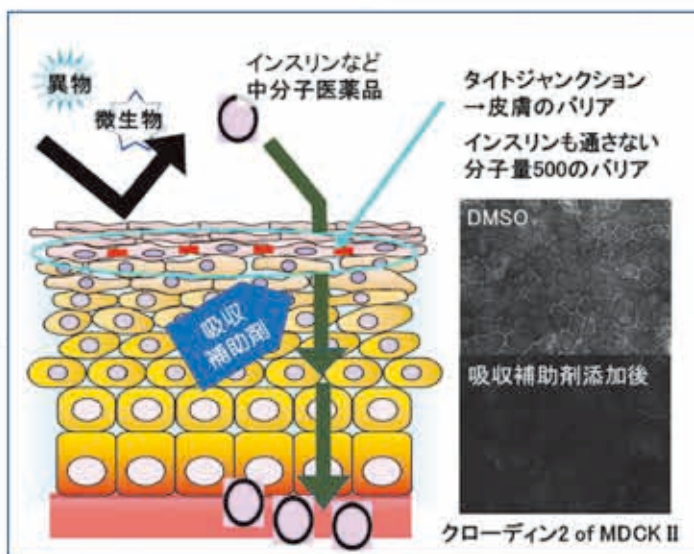 異物
微生物
インスリンなど
中分子医薬品
タイトジャンクション
→皮膚のバリア
インスリンも通さない
分子量500のバリア
吸収
補助剤
DMSO
吸収補助剤添加後
クローディン2 of MDCK II